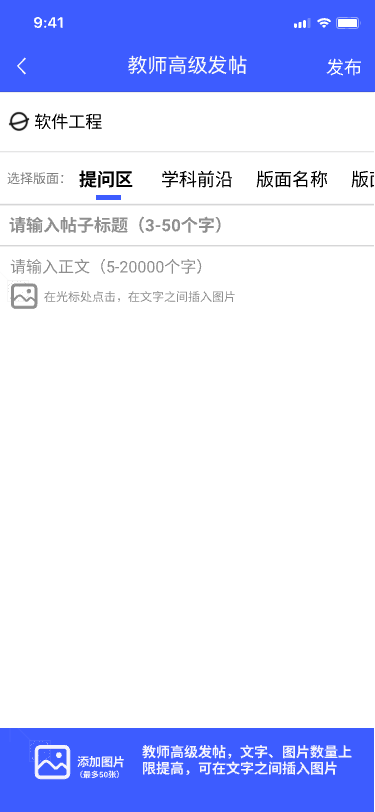 9:41
教师高级发帖
发布
软件工程
选择版面：
提问区
学科前沿
版面名称
版面
请输入帖子标题（3-50个字）
请输入正文（5-20000个字）
在光标处点击，在文字之间插入图片
添加图片
（最多50张）
教师高级发帖，文字、图片数量上
限提高，可在文字之间插入图片